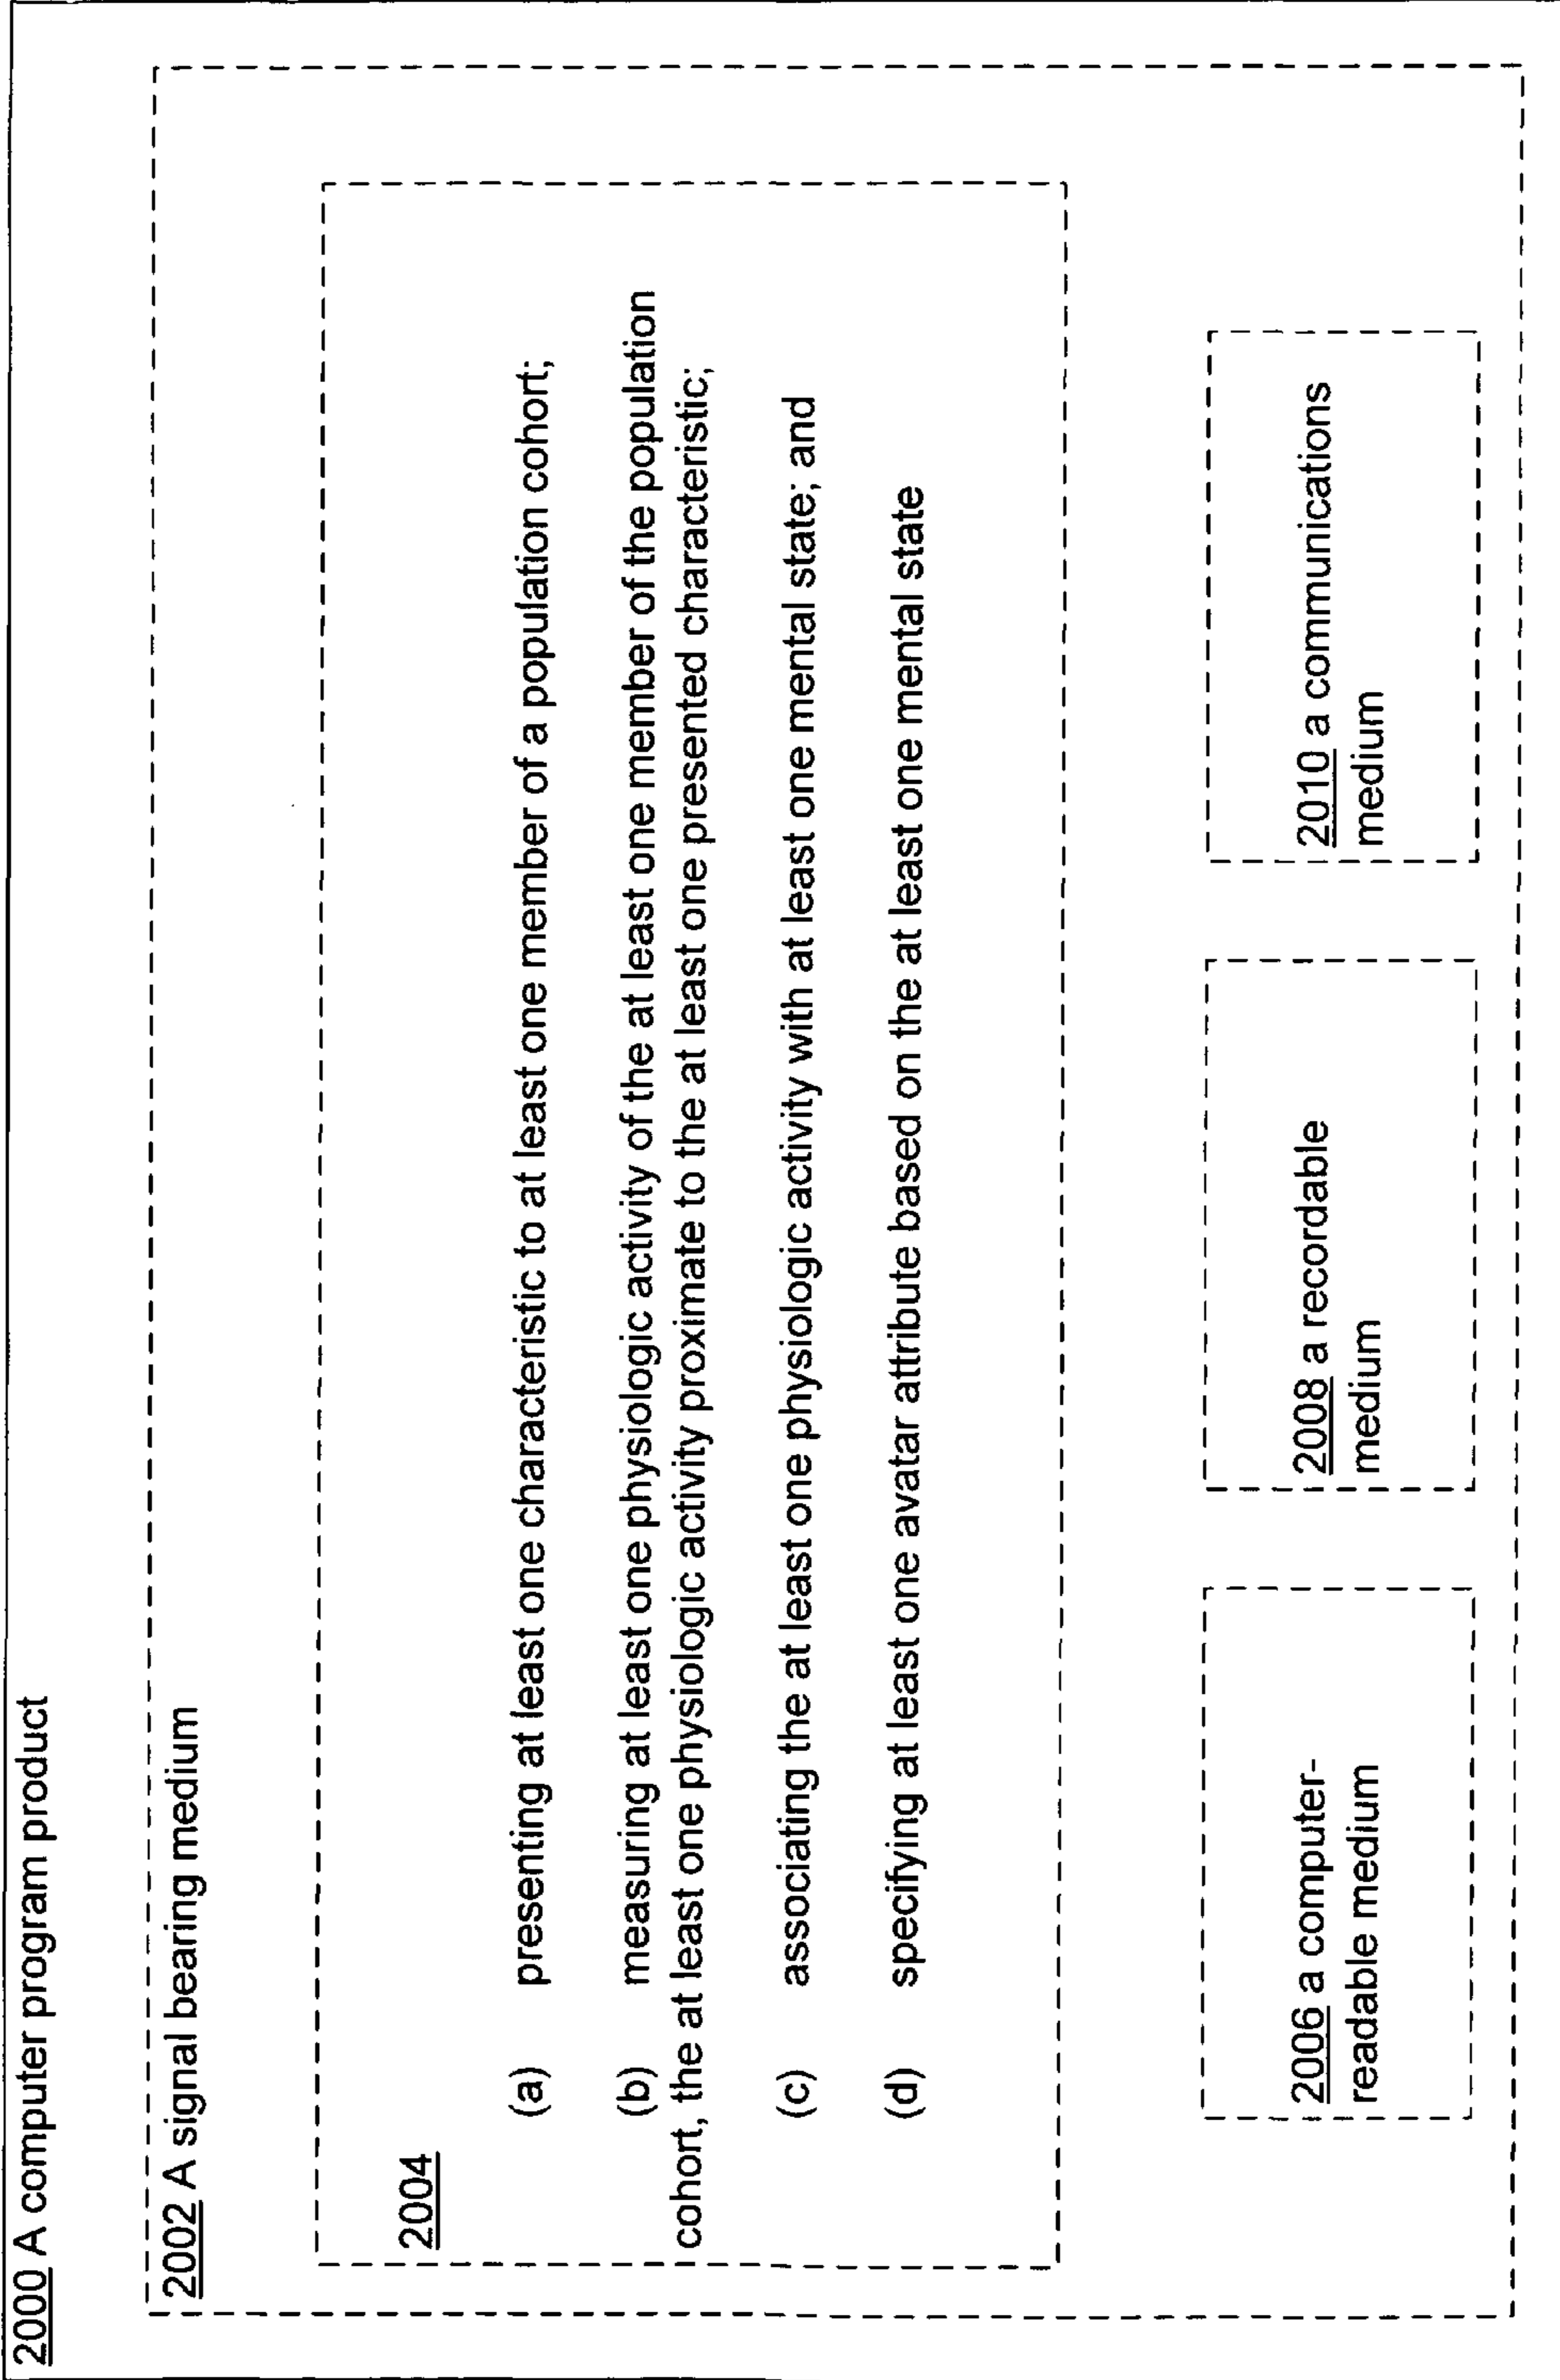 2000 A computer program product
2002 A signal bearing medium
2004
(a) presenting at least one characteristic to at least one member of a population cohort;
(b) measuring at least one physiologic activity of the at least one member of the population
cohort, the at least one physiologic activity proximate to the at least one presented characteristic;
(c) associating the at least one physiologic activity with at least one mental state; and
(d) specifying at least one avatar attribute based on the at least one mental state
2006 a computer-
readable medium
2008 a recordable
medium
2010 a communications
medium